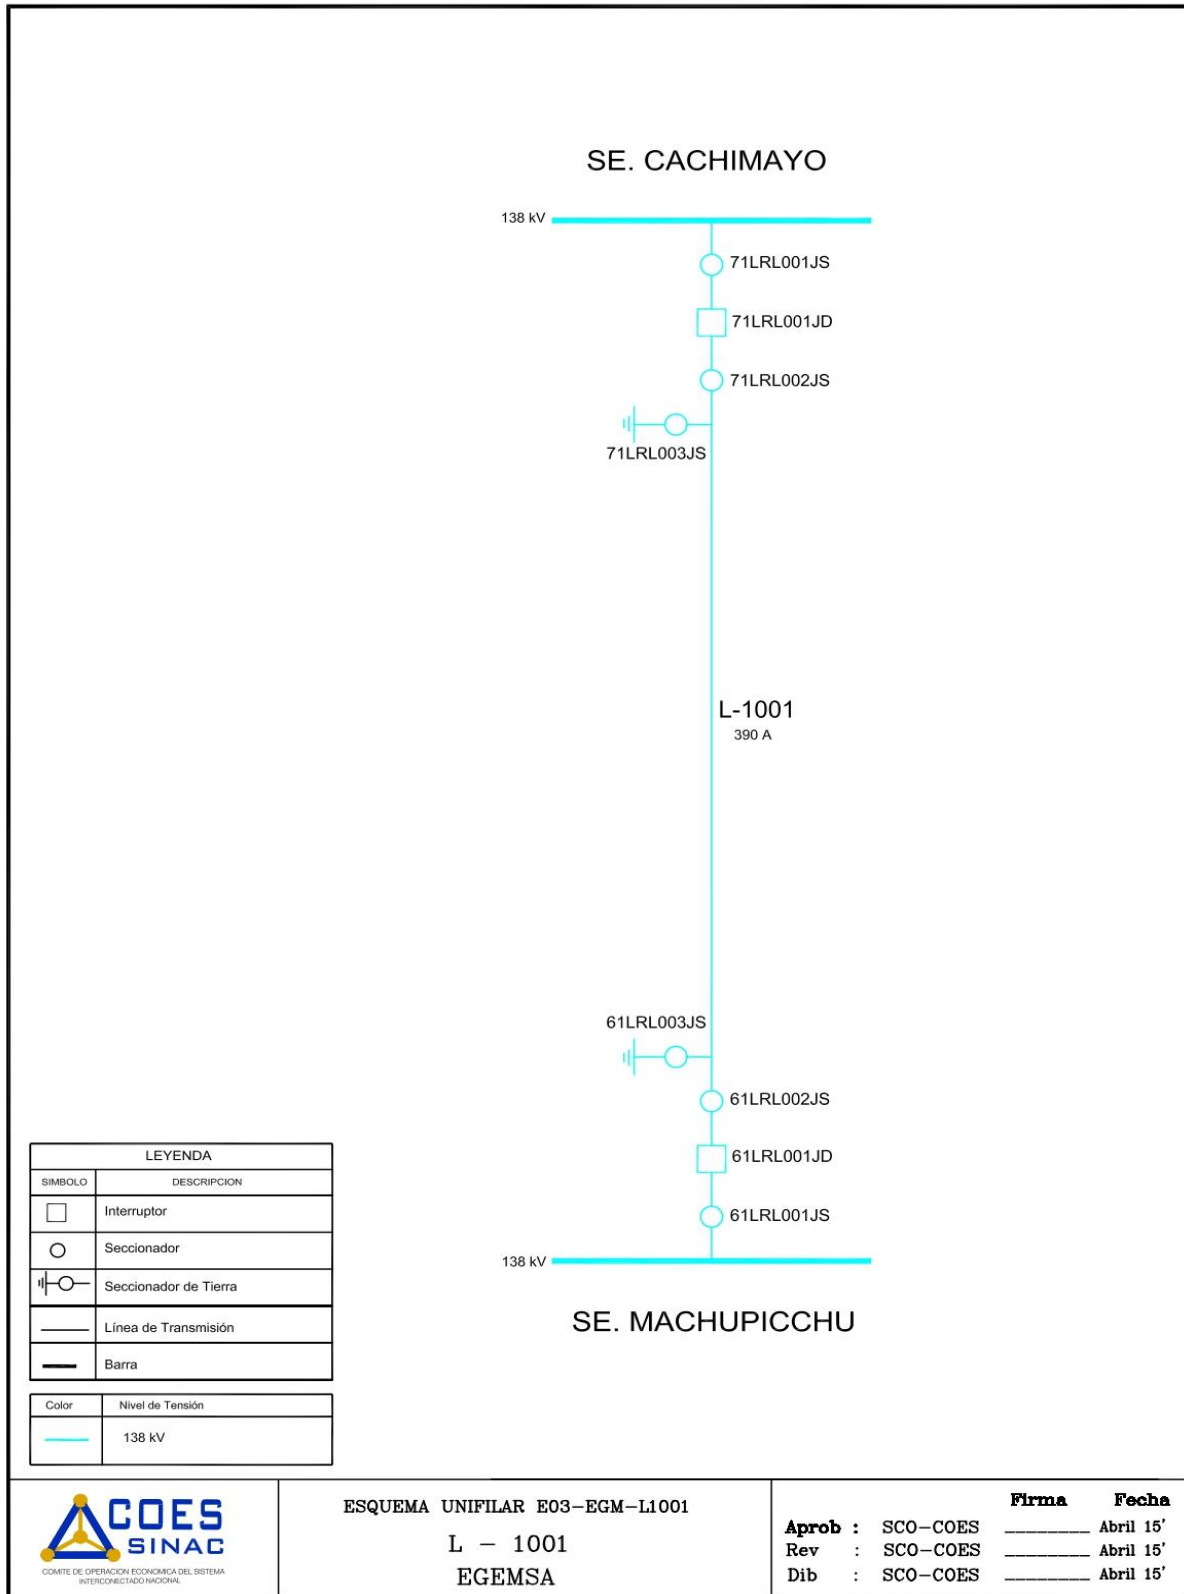 SE. CACHIMAYO
138 kV
71LRL001JS
71LRL001JD
71LRL002JS
71LRL003JS
L-1001
390 A
61LRL003JS
61LRL002JS
61LRL001JD
61LRL001JS
138 kV
SE. MACHUPICCHU
LEYENDA
SIMBOLO DESCRIPCION
Interruptor
Seccionador
Seccionador de Tierra
Línea de Transmisión
Barra
Color Nivel de Tensión
138 kV
COES
SINAC
COMITE DE OPERACION ECONOMICA DEL SISTEMA
INTERCONECTADO NACIONAL
ESQUEMA UNIFILAR E03-EGM-L1001
L - 1001
EGEMSA
Firma Fecha
Aprob : SCO-COES ________ Abril 15'
Rev : SCO-COES ________ Abril 15'
Dib : SCO-COES ________ Abril 15'